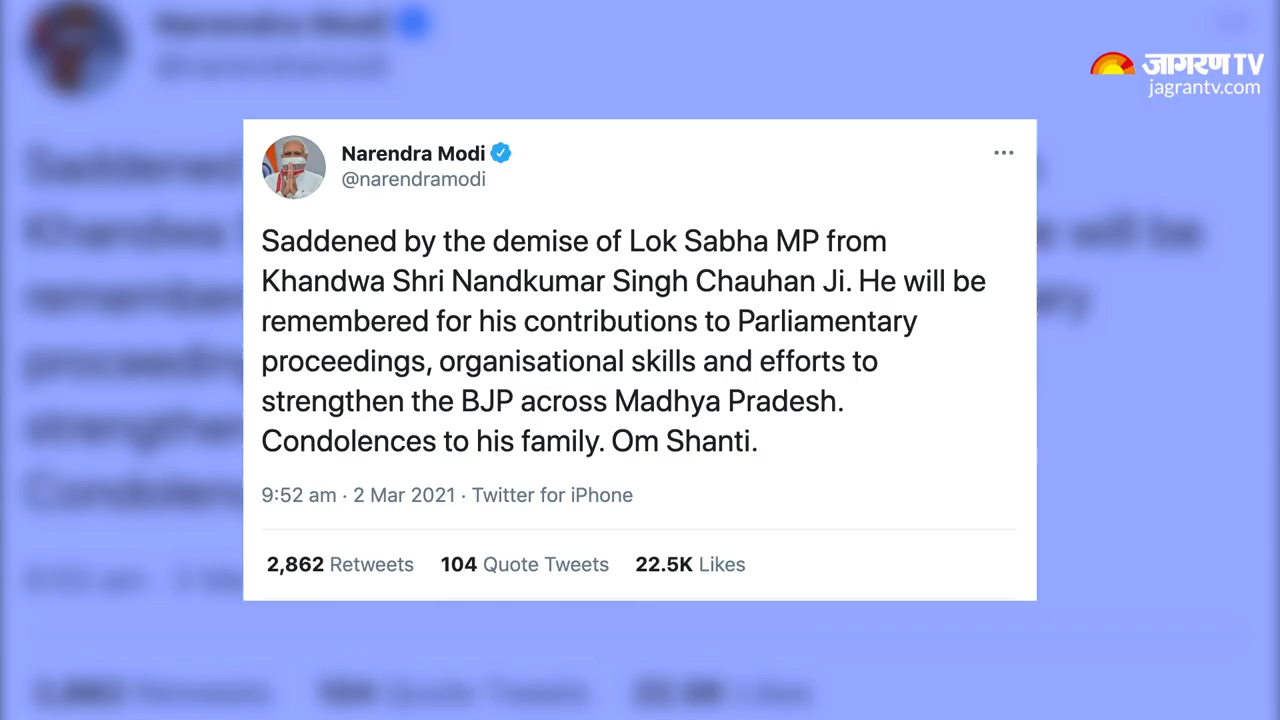 जागरण TV
jagrantv.com
Narendra Modi
@narendramodi
Saddened by the demise of Lok Sabha MP from
Khandwa Shri Nandkumar Singh Chauhan Ji. He will be
remembered for his contributions to Parliamentary
proceedings, organisational skills and efforts to
strengthen the BJP across Madhya Pradesh.
Condolences to his family. Om Shanti.
9:52 am · 2 Mar 2021 · Twitter for iPhone
2,862 Retweets 104 Quote Tweets 22.5K Likes